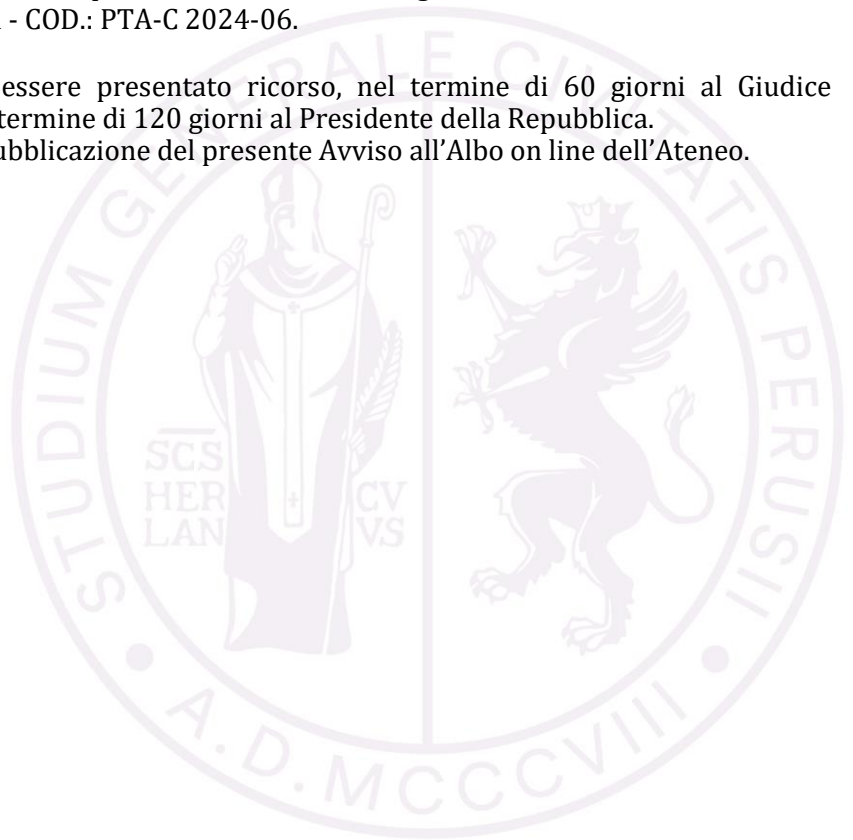 - COD.: PTA-C 2024-06.
essere presentato ricorso, nel termine di 60 giorni al Giudice
termine di 120 giorni al Presidente della Repubblica.
pubblicazione del presente Avviso all'Albo on line dell'Ateneo.
STUDIUM GENERALE CIVITATIS PERUSII
SCS
HER
LAN
CV
VS
A.D. MCCCVIII